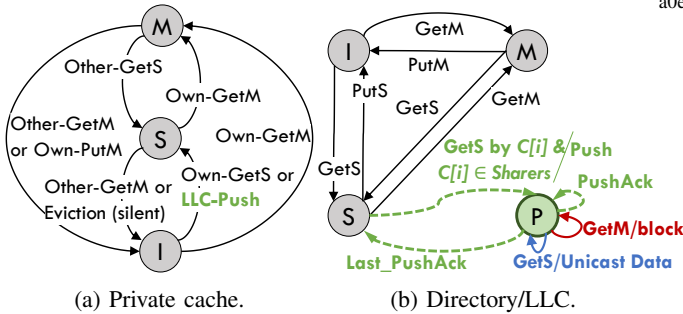 a0e
M
Other-GetS
Own-GetM
Other-GetM
or Own-PutM
S
Own-GetM
Other-GetM or
Eviction (silent)
Own-GetS or
LLC-Push
I
(a) Private cache.
I
GetM
M
PutM
PutS
GetS
GetM
GetS
GetS by C[i] &
C[i] ∈ Sharers
/Push
PushAck
S
P
GetM/block
Last_PushAck
GetS/Unicast Data
(b) Directory/LLC.